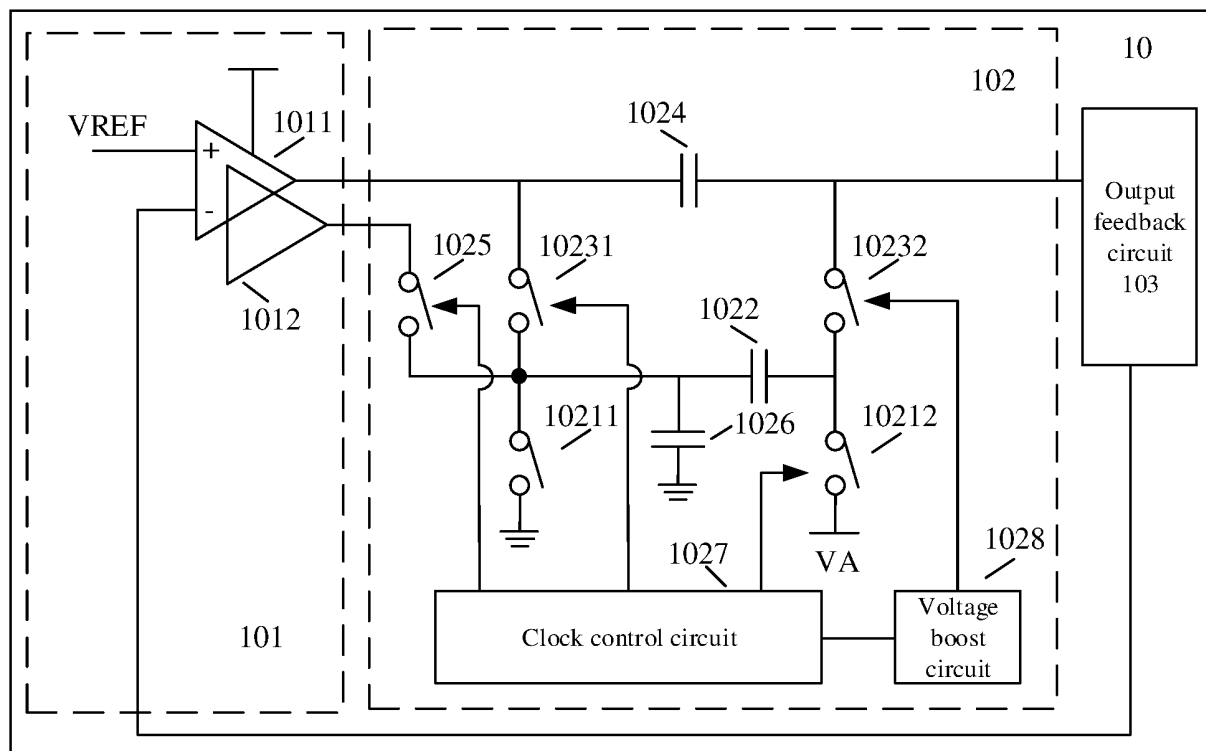 10
102
1024
1011
VREF
+
-
Output
feedback
circuit
103
1025
10231
10232
1012
1022
10211
1026
10212
1027
VA
1028
101
Clock control circuit
Voltage
boost
circuit